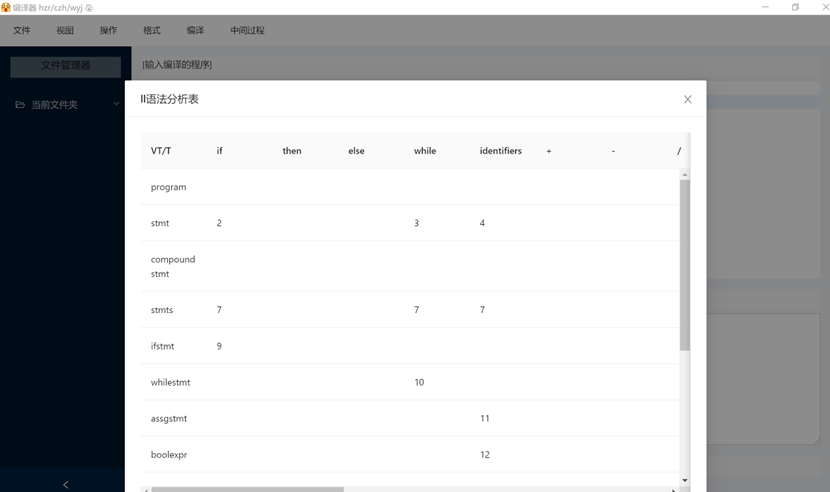 编译器 hzr/czh/wyj
文件 视图 操作 格式 编译 中间过程
文件管理器
[输入编译的程序]
当前文件夹
ll语法分析表
VT/T if then else while identifiers + - /
program
stmt 2 3 4
compound
stmt
stmts 7 7 7
ifstmt 9
whilestmt 10
assgstmt 11
boolexpr 12